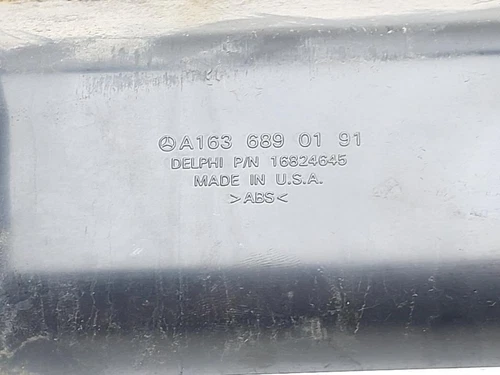 A163 689 01 91
DELPHI P/N 16824645
MADE IN U.S.A.
>ABS<